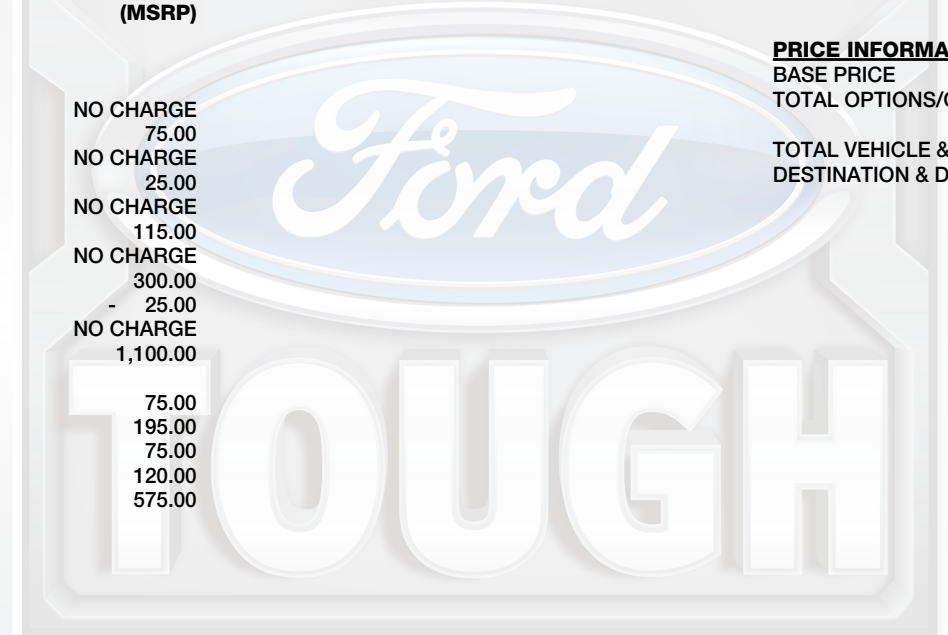 (MSRP)
NO CHARGE
75.00
NO CHARGE
25.00
NO CHARGE
115.00
NO CHARGE
300.00
- 25.00
NO CHARGE
1,100.00
75.00
195.00
75.00
120.00
575.00
PRICE INFORMA
BASE PRICE
TOTAL OPTIONS/
TOTAL VEHICLE &
DESTINATION & D
Ford
TOUGH